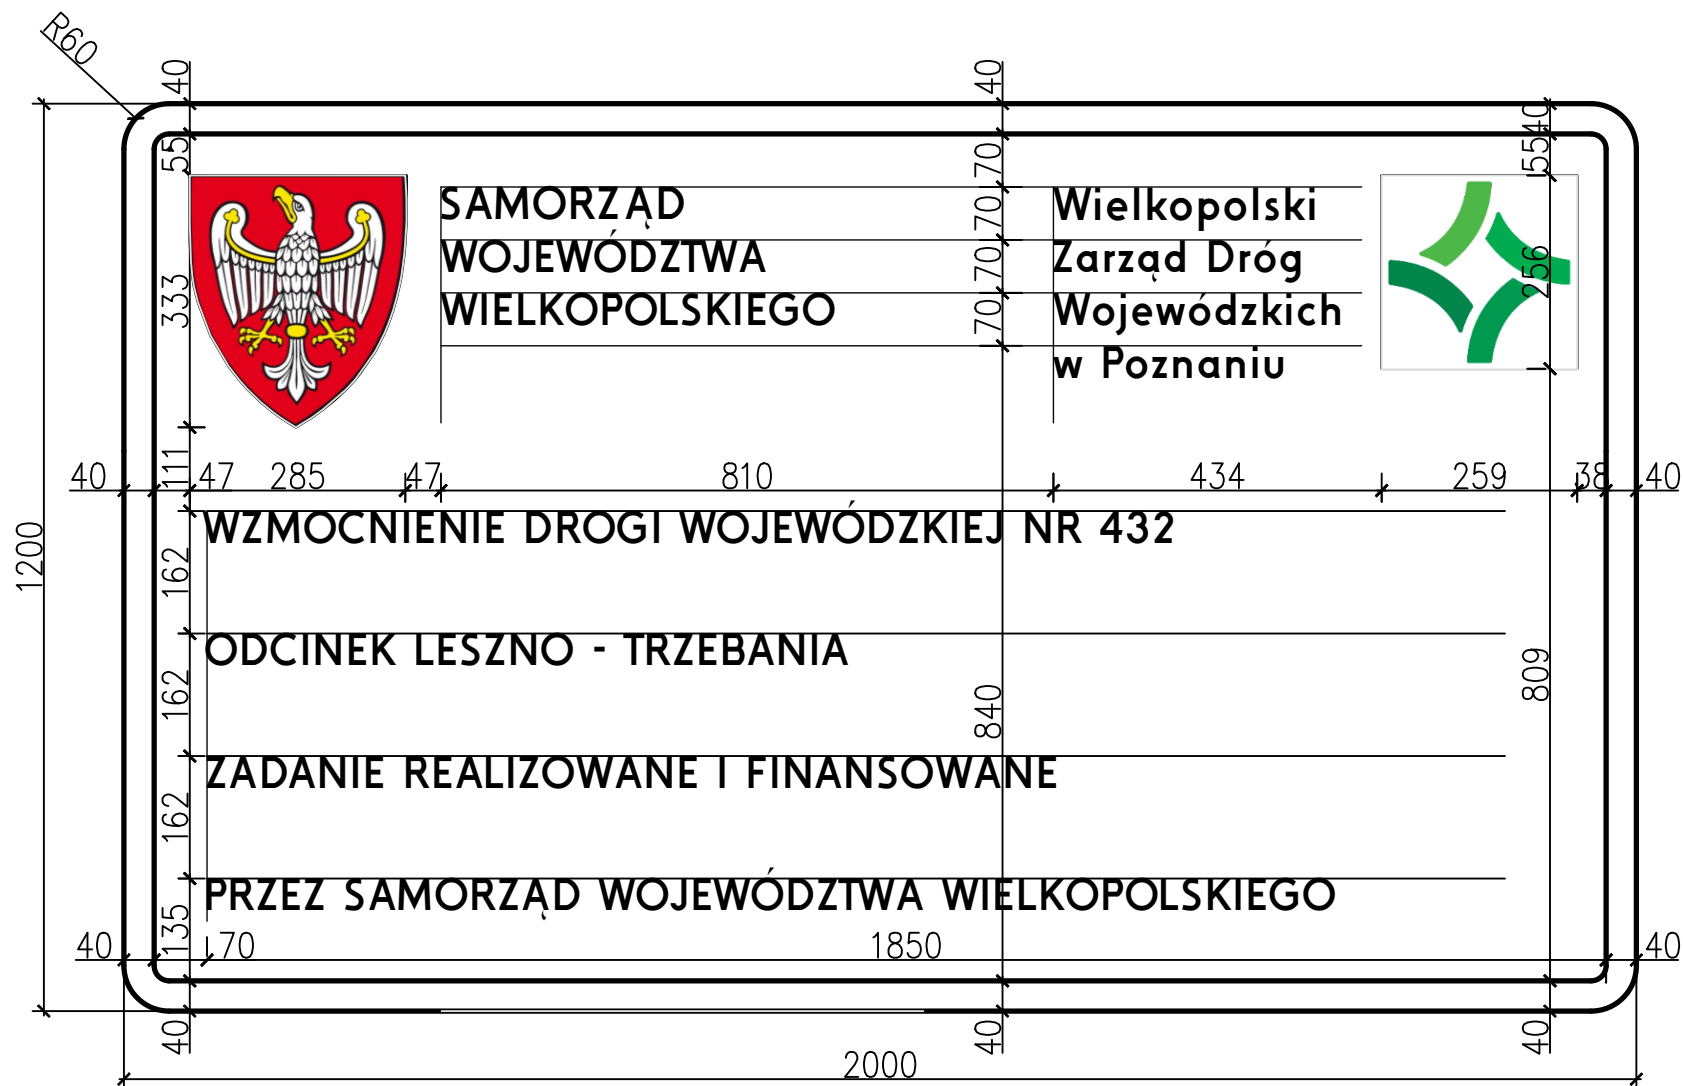 R60
40
40
5540
55
70
SAMORZĄD
WOJEWÓDZTWA
WIELKOPOLSKIEGO
70
70
70
Wielkopolski
Zarząd Dróg
Wojewódzkich
w Poznaniu
333
256
40
111
47
285
47
810
434
259
38
40
1200
WZMOCNIENIE DROGI WOJEWÓDZKIEJ NR 432
162
ODCINEK LESZNO - TRZEBANIA
162
840
809
ZADANIE REALIZOWANE I FINANSOWANE
162
PRZEZ SAMORZĄD WOJEWÓDZTWA WIELKOPOLSKIEGO
135
40
70
1850
40
40
40
40
2000